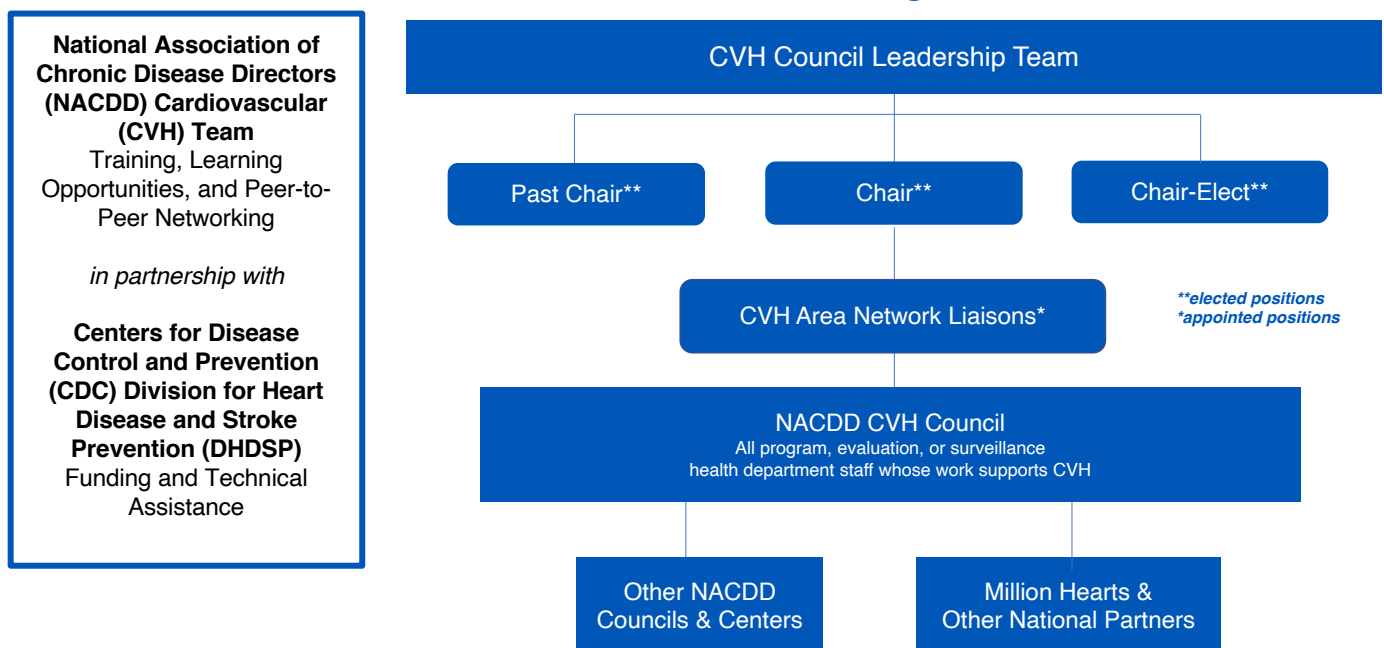 National Association of
Chronic Disease Directors
(NACDD) Cardiovascular
(CVH) Team
Training, Learning
Opportunities, and Peer-to-
Peer Networking
in partnership with
Centers for Disease
Control and Prevention
(CDC) Division for Heart
Disease and Stroke
Prevention (DHDSP)
Funding and Technical
Assistance
CVH Council Leadership Team
Past Chair**
Chair**
Chair-Elect**
CVH Area Network Liaisons*
**elected positions
*appointed positions
NACDD CVH Council
All program, evaluation, or surveillance
health department staff whose work supports CVH
Other NACDD
Councils & Centers
Million Hearts &
Other National Partners